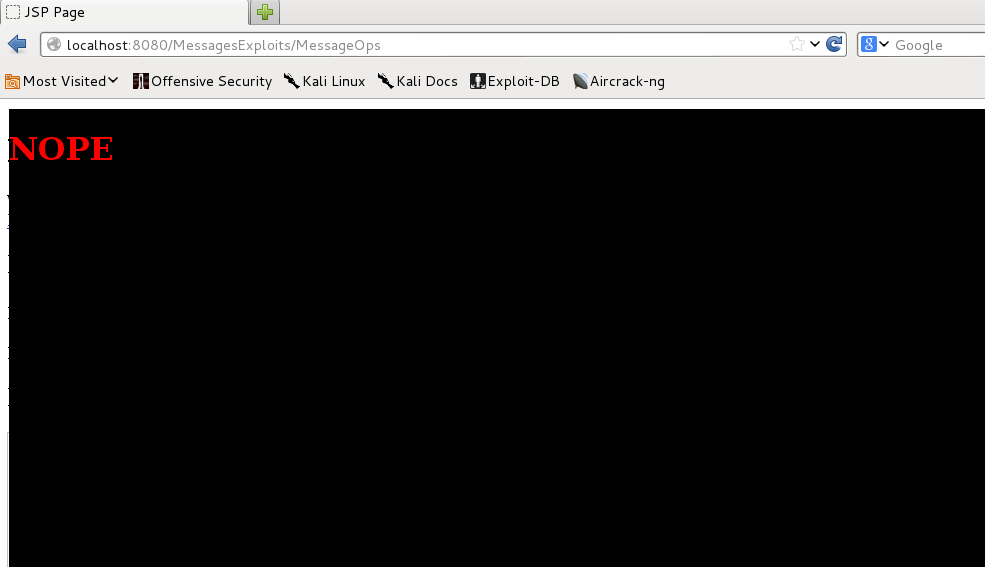 JSP Page
localhost:8080/MessagesExploits/MessageOps
Google
Most Visited Offensive Security Kali Linux Kali Docs Exploit-DB Aircrack-ng
NOPE